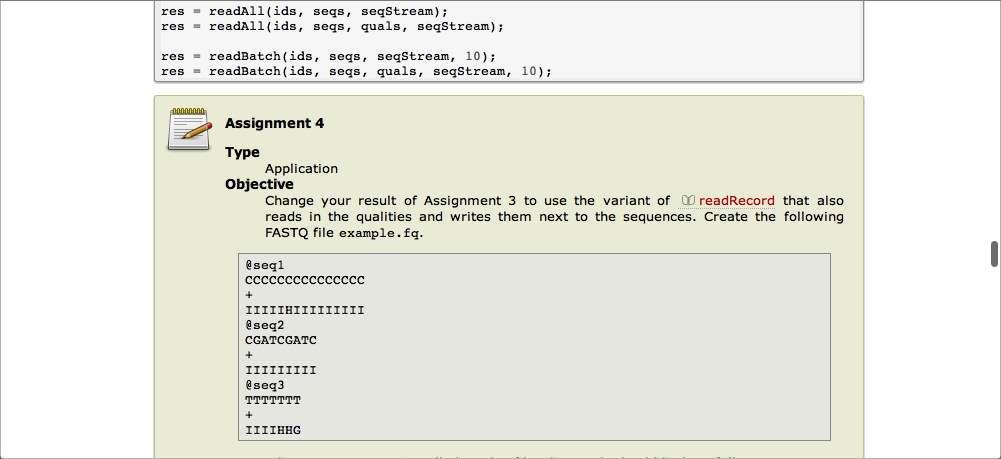 res = readAll(ids, seqs, seqStream);
res = readAll(ids, seqs, quals, seqStream);
res = readBatch(ids, seqs, seqStream, 10);
res = readBatch(ids, seqs, quals, seqStream, 10);
Assignment 4
Type
Application
Objective
Change your result of Assignment 3 to use the variant of readRecord that also
reads in the qualities and writes them next to the sequences. Create the following
FASTQ file example.fq.
@seq1
CCCCCCCCCCCCCCC
+
IIIIIHIIIIIIIII
@seq2
CGATCGATC
+
IIIIIIIII
@seq3
TTTTTTT
+
IIIIHHG